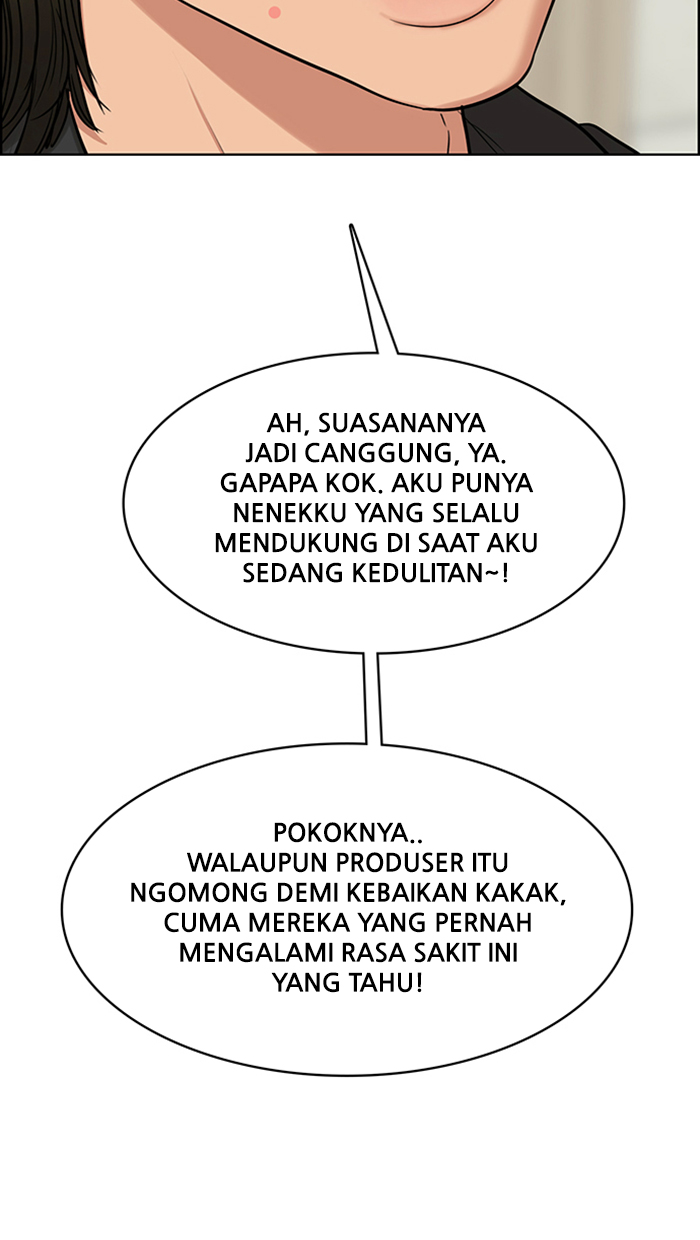 AH, SUASANANYA
JADI CANGGUNG, YA.
GAPAPA KOK. AKU PUNYA
NENEKKU YANG SELALU
MENDUKUNG DI SAAT AKU
SEDANG KEDULITAN~!
POKOKNYA..
WALAUPUN PRODUSER ITU
NGOMONG DEMI KEBAIKAN KAKAK,
CUMA MEREKA YANG PERNAH
MENGALAMI RASA SAKIT INI
YANG TAHU!